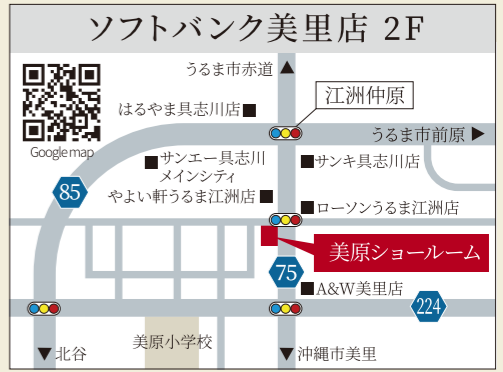 ソフトバンク美里店 2F
うるま市赤道▲
江洲仲原
はるやま具志川店■
Google map
うるま市前原▶
■サンエー具志川
メインシティ
■サンキ具志川店
85
やよい軒うるま江洲店■
■ローソンうるま江洲店
美原ショールーム
75
■A&W美里店
224
美原小学校
▼北谷
▼沖縄市美里